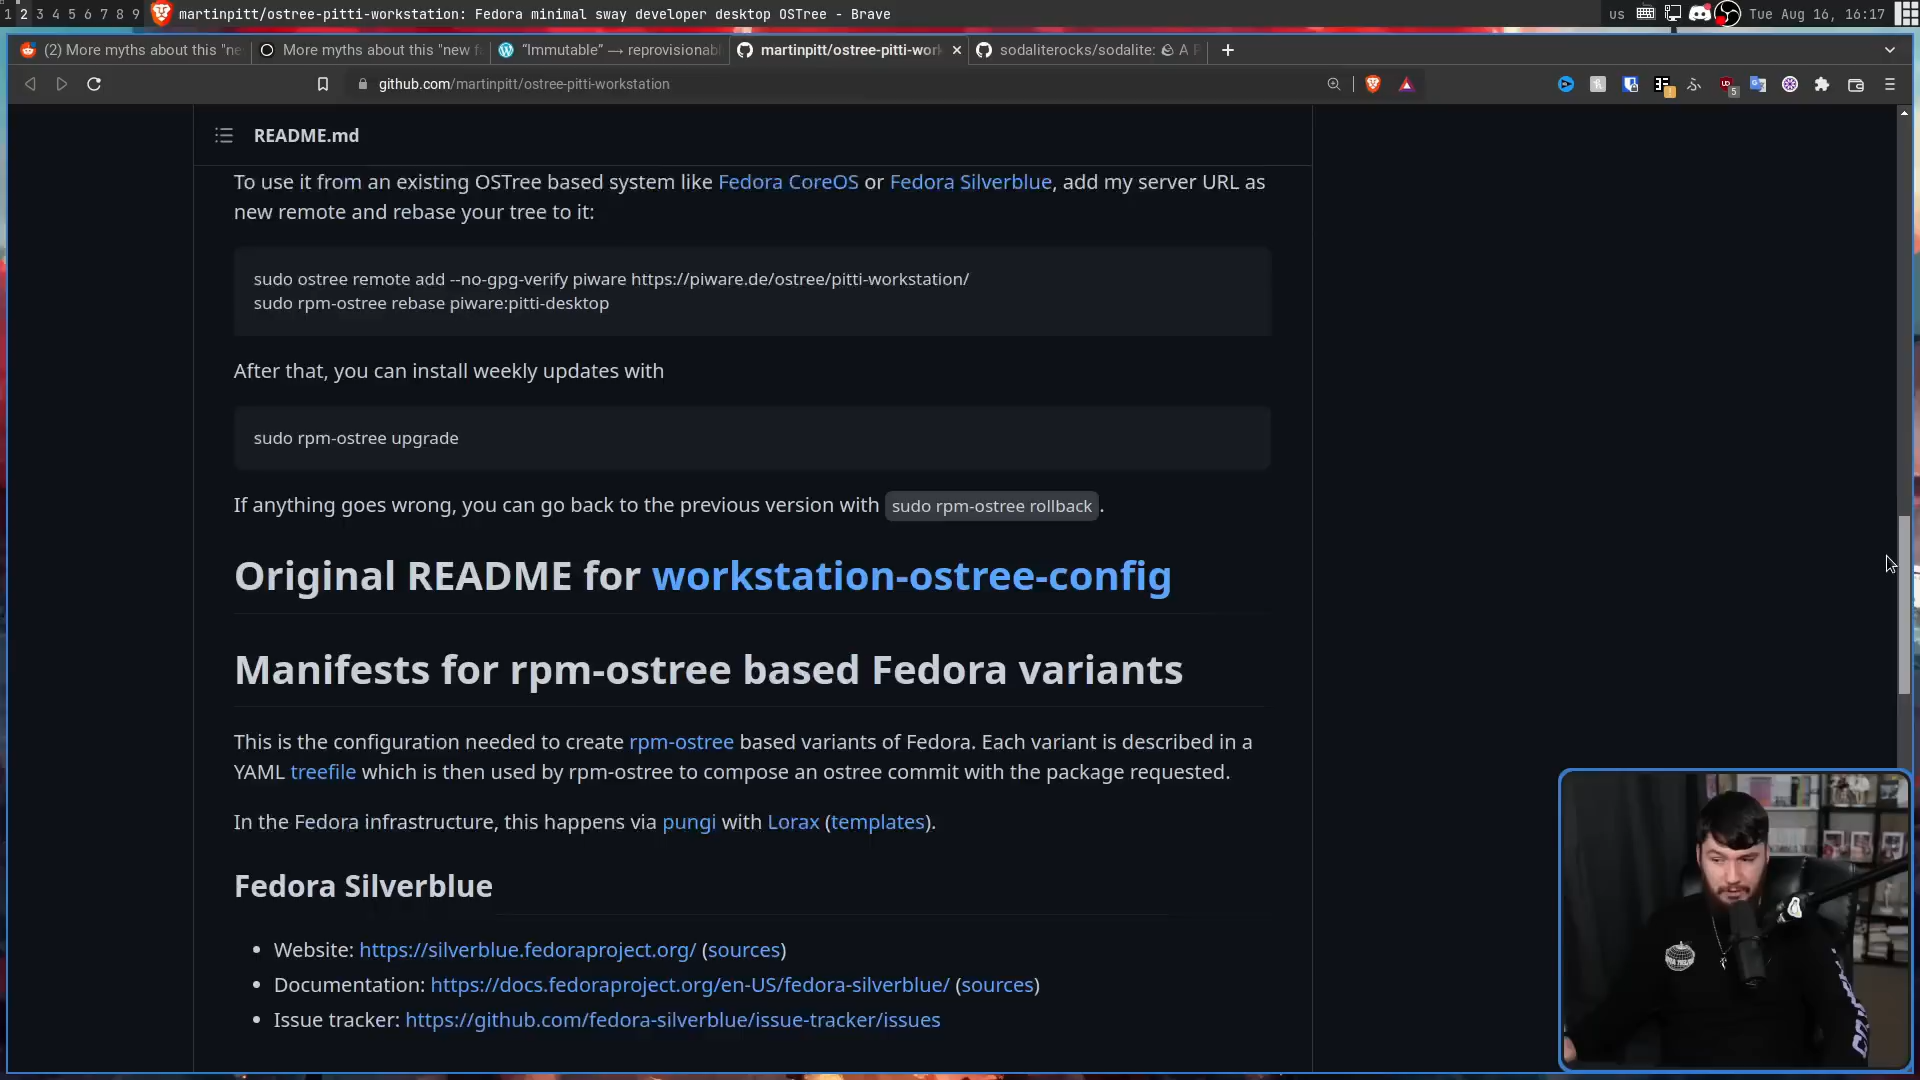 1 2 3 4 5 6 7 8 9 martinpitt/ostree-pitti-workstation: Fedora minimal sway developer desktop OSTree - Brave us Tue Aug 16, 16:17
(2) More myths about this "ne More myths about this "new f "Immutable" → reprovisionabl martinpitt/ostree-pitti-work sodaliterocks/sodalite:
github.com/martinpitt/ostree-pitti-workstation
README.md
To use it from an existing OSTree based system like Fedora CoreOS or Fedora Silverblue, add my server URL as
new remote and rebase your tree to it:
sudo ostree remote add --no-gpg-verify piware https://piware.de/ostree/pitti-workstation/
sudo rpm-ostree rebase piware:pitti-desktop
After that, you can install weekly updates with
sudo rpm-ostree upgrade
If anything goes wrong, you can go back to the previous version with sudo rpm-ostree rollback.
Original README for workstation-ostree-config
Manifests for rpm-ostree based Fedora variants
This is the configuration needed to create rpm-ostree based variants of Fedora. Each variant is described in a
YAML treefile which is then used by rpm-ostree to compose an ostree commit with the package requested.
In the Fedora infrastructure, this happens via pungi with Lorax (templates).
Fedora Silverblue
• Website: https://silverblue.fedoraproject.org/ (sources)
• Documentation: https://docs.fedoraproject.org/en-US/fedora-silverblue/ (sources)
• Issue tracker: https://github.com/fedora-silverblue/issue-tracker/issues